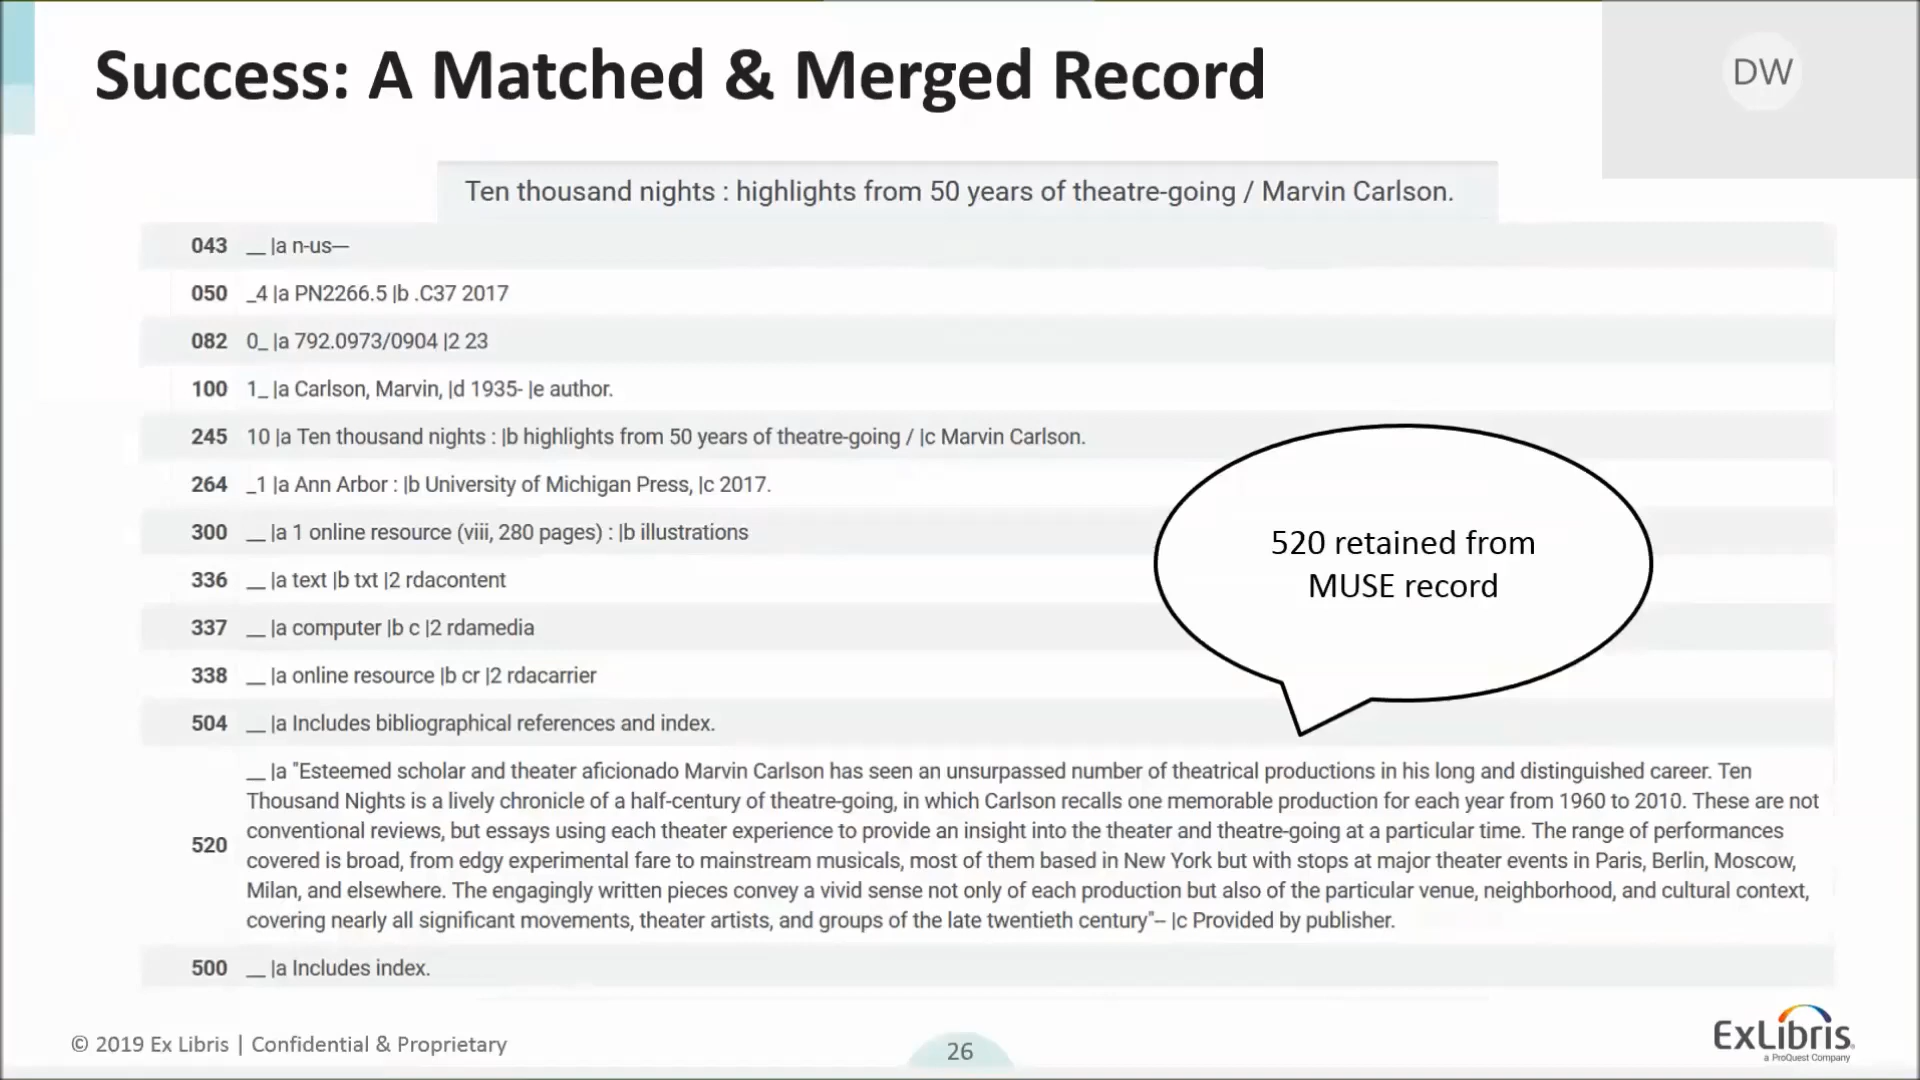 Success: A Matched & Merged Record
DW
Ten thousand nights : highlights from 50 years of theatre-going / Marvin Carlson.
043 __ |a n-us—
050 _4 |a PN2266.5 |b .C37 2017
082 0_ |a 792.0973/0904 |2 23
100 1_ |a Carlson, Marvin, |d 1935- |e author.
245 10 |a Ten thousand nights : |b highlights from 50 years of theatre-going / |c Marvin Carlson.
264 _1 |a Ann Arbor : |b University of Michigan Press, |c 2017.
300 __ |a 1 online resource (viii, 280 pages) : |b illustrations
336 __ |a text |b txt |2 rdacontent
337 __ |a computer |b c |2 rdamedia
338 __ |a online resource |b cr |2 rdacarrier
504 __ |a Includes bibliographical references and index.
520 retained from
MUSE record
__ |a "Esteemed scholar and theater aficionado Marvin Carlson has seen an unsurpassed number of theatrical productions in his long and distinguished career. Ten
Thousand Nights is a lively chronicle of a half-century of theatre-going, in which Carlson recalls one memorable production for each year from 1960 to 2010. These are not
conventional reviews, but essays using each theater experience to provide an insight into the theater and theatre-going at a particular time. The range of performances
520
covered is broad, from edgy experimental fare to mainstream musicals, most of them based in New York but with stops at major theater events in Paris, Berlin, Moscow,
Milan, and elsewhere. The engagingly written pieces convey a vivid sense not only of each production but also of the particular venue, neighborhood, and cultural context,
covering nearly all significant movements, theater artists, and groups of the late twentieth century"– |c Provided by publisher.
500 __ |a Includes index.
© 2019 Ex Libris | Confidential & Proprietary
26
ExLibris
a ProQuest Company